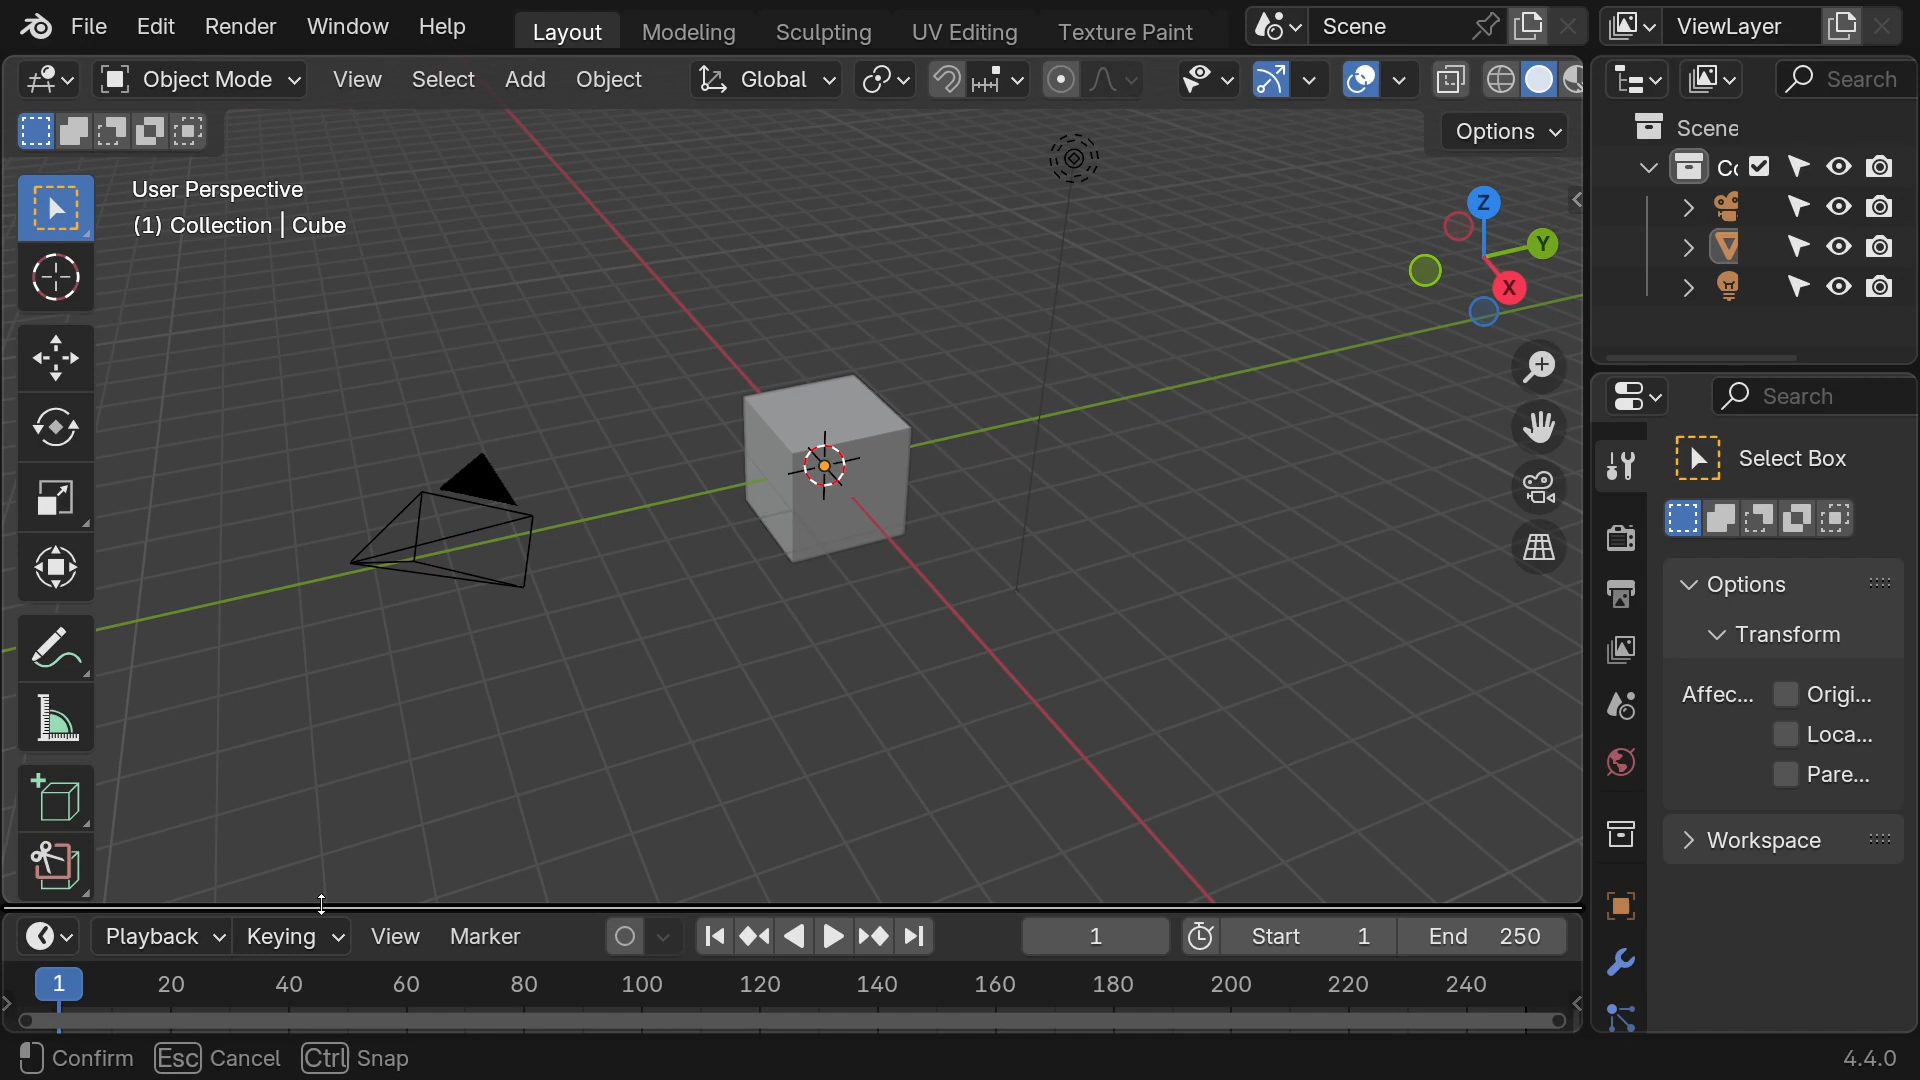 File Edit Render Window Help Layout Modeling Sculpting UV Editing Texture Paint Scene ViewLayer
Object Mode View Select Add Object Global Search
Options
Scene
User Perspective
(1) Collection | Cube
Z
Y
X
Search
Select Box
Options
Transform
Affec... Origi...
Loca...
Pare...
Workspace
Playback Keying View Marker 1 Start 1 End 250
1 20 40 60 80 100 120 140 160 180 200 220 240
Confirm Esc Cancel Ctrl Snap 4.4.0